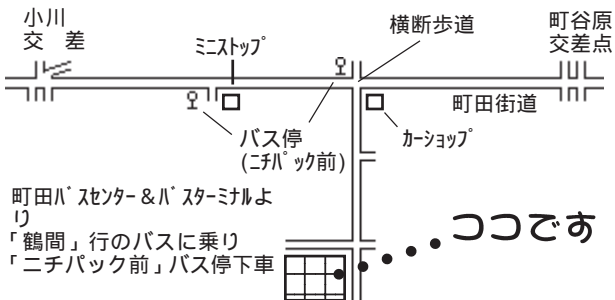 小川
交　差
ﾐﾆｽﾄｯﾌﾟ
横断歩道
町谷原
交差点
町田街道
バス停
(ﾆﾁﾊﾟｯｸ前)
ｶｰｼｮｯﾌﾟ
町田ﾊﾞｽｾﾝﾀｰ＆ﾊﾞｽﾀｰﾐﾅﾙよ
り
「鶴間」行のバスに乗り
「ニチパック前」バス停下車
ココです